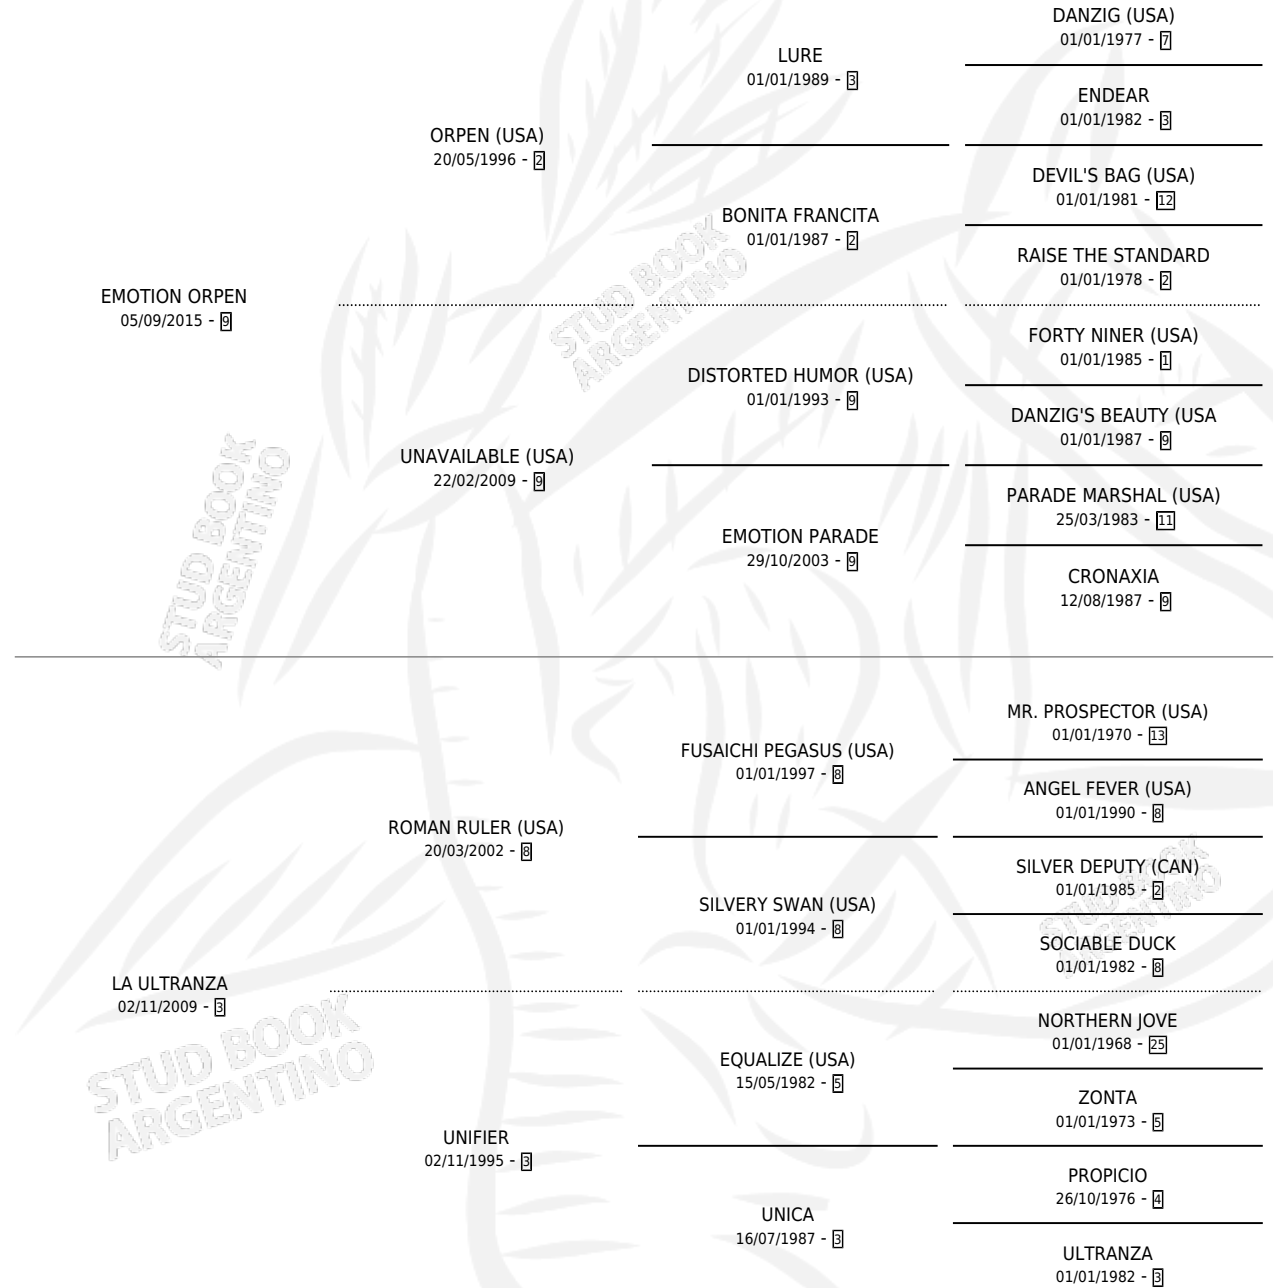 DANZIG (USA)
01/01/1977 - 7
LURE
01/01/1989 - 3
ENDEAR
01/01/1982 - 3
ORPEN (USA)
20/05/1996 - 2
DEVIL'S BAG (USA)
01/01/1981 - 12
BONITA FRANCITA
01/01/1987 - 2
RAISE THE STANDARD
01/01/1978 - 2
EMOTION ORPEN
05/09/2015 - 9
STUD BOOK
ARGENTINO
FORTY NINER (USA)
01/01/1985 - 1
DISTORTED HUMOR (USA)
01/01/1993 - 9
DANZIG'S BEAUTY (USA
01/01/1987 - 9
UNAVAILABLE (USA)
22/02/2009 - 9
PARADE MARSHAL (USA)
25/03/1983 - 11
EMOTION PARADE
29/10/2003 - 9
CRONAXIA
12/08/1987 - 9
STUD BOOK
ARGENTINO
MR. PROSPECTOR (USA)
01/01/1970 - 13
FUSAICHI PEGASUS (USA)
01/01/1997 - 8
ANGEL FEVER (USA)
01/01/1990 - 8
ROMAN RULER (USA)
20/03/2002 - 8
SILVER DEPUTY (CAN)
01/01/1985 - 2
SILVERY SWAN (USA)
01/01/1994 - 8
STUD BOOK
ARGENTINO
SOCIABLE DUCK
01/01/1982 - 8
LA ULTRANZA
02/11/2009 - 3
NORTHERN JOVE
01/01/1968 - 25
EQUALIZE (USA)
15/05/1982 - 5
ZONTA
01/01/1973 - 5
STUD BOOK
ARGENTINO
UNIFIER
02/11/1995 - 3
PROPICIO
26/10/1976 - 4
UNICA
16/07/1987 - 3
ULTRANZA
01/01/1982 - 3